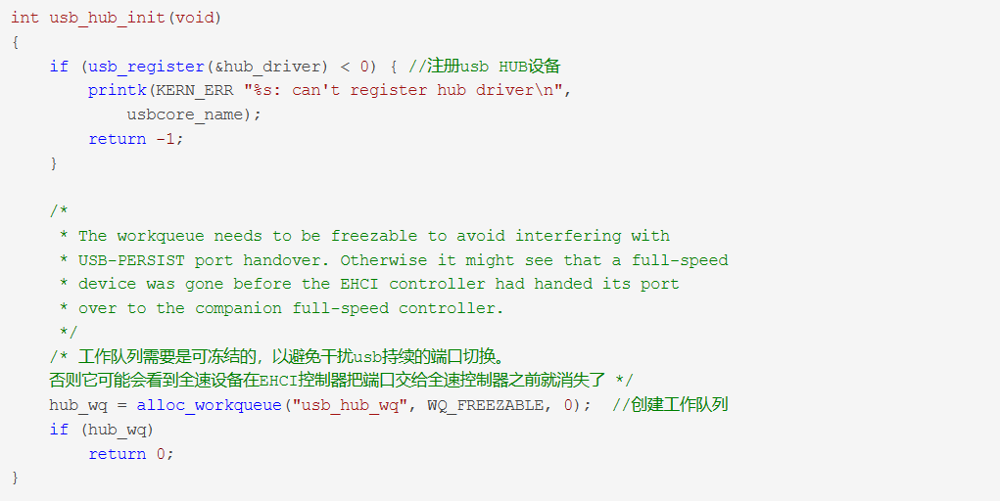 int usb_hub_init(void)
{
    if (usb_register(&hub_driver) < 0) { //注册usb HUB设备
        printk(KERN_ERR "%s: can't register hub driver\n",
            usbcore_name);
        return -1;
    }

    /*
     * The workqueue needs to be freezable to avoid interfering with
     * USB-PERSIST port handover. Otherwise it might see that a full-speed
     * device was gone before the EHCI controller had handed its port
     * over to the companion full-speed controller.
     */
    /* 工作队列需要是可冻结的，以避免干扰usb持续的端口切换。
    否则它可能会看到全速设备在EHCI控制器把端口交给全速控制器之前就消失了 */
    hub_wq = alloc_workqueue("usb_hub_wq", WQ_FREEZABLE, 0);  //创建工作队列
    if (hub_wq)
        return 0;
}